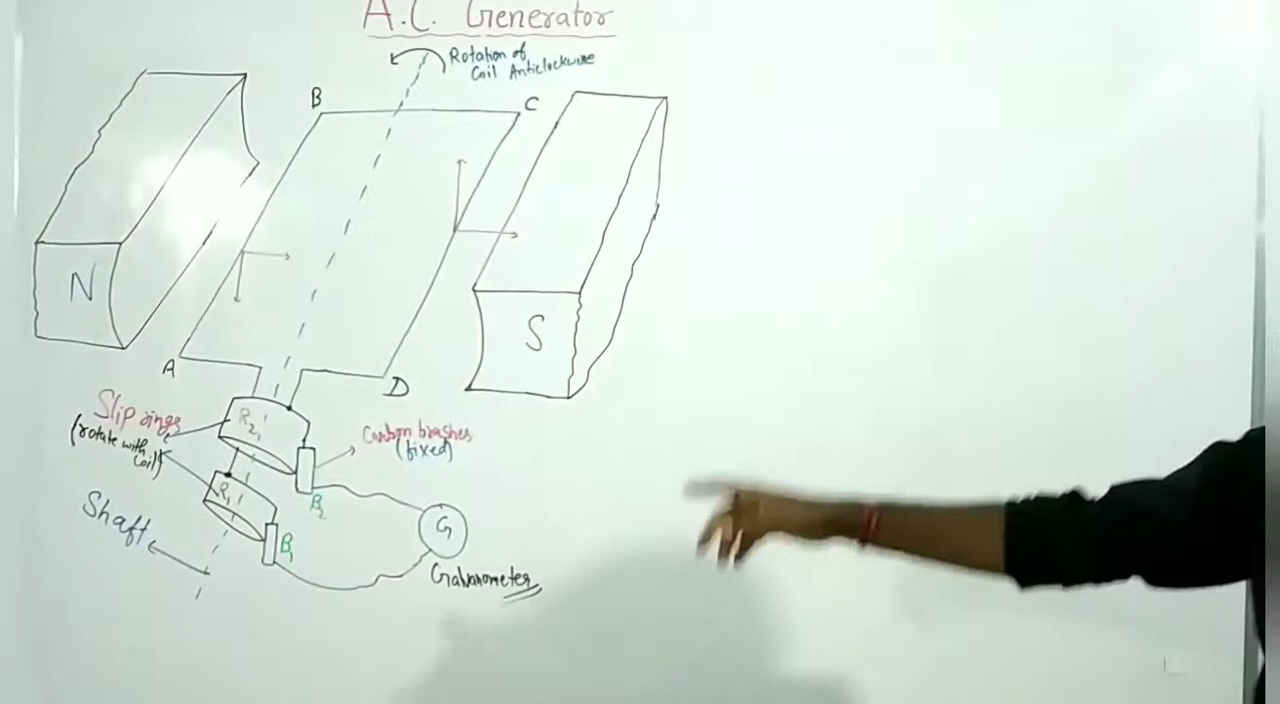 A.C. Generator
Rotation of
Coil Anticlockwise
B
C
N
S
A
D
Slip rings
(rotate with
Coil)
R2
Carbon brushes
(fixed)
R1
B2
Shaft
B1
G
Galvanometer